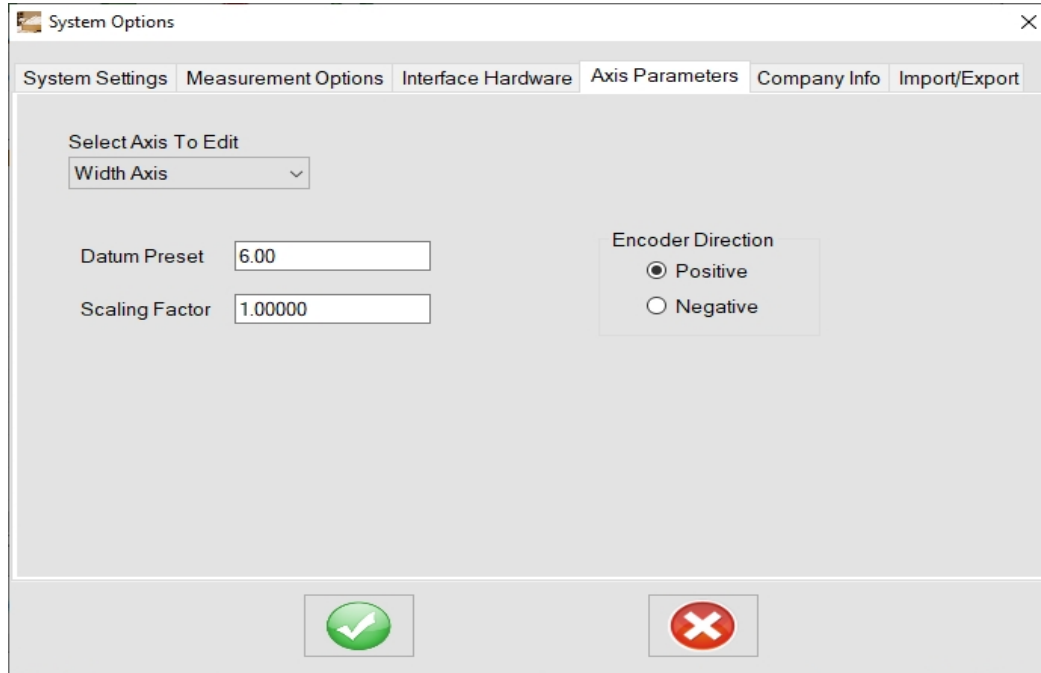 System Options
System Settings Measurement Options Interface Hardware Axis Parameters Company Info Import/Export
Select Axis To Edit
Width Axis
Datum Preset 6.00
Scaling Factor 1.00000
Encoder Direction
Positive
Negative